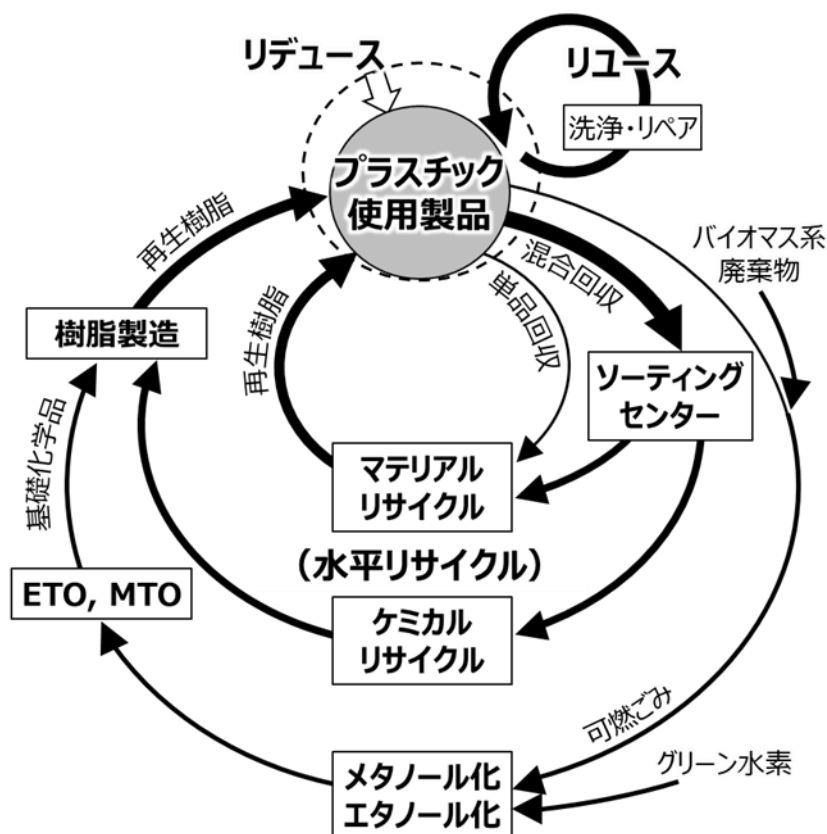 リデュース
リユース
洗浄・リペア
プラスチック
使用製品
再生樹脂
混合回収
単品回収
バイオマス系
廃棄物
樹脂製造
再生樹脂
ソーティング
センター
基礎化学品
マテリアル
リサイクル
(水平リサイクル)
ETO, MTO
ケミカル
リサイクル
可燃ごみ
グリーン水素
メタノール化
エタノール化